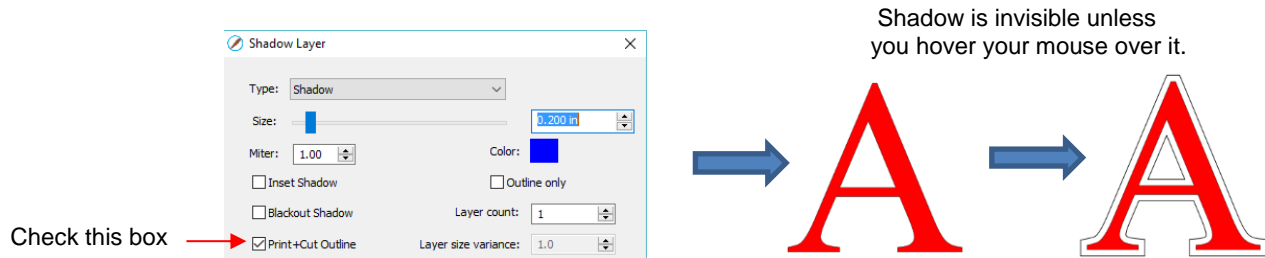 Shadow is invisible unless
you hover your mouse over it.
Shadow Layer
Type: Shadow
Size: 0.200 in
Miter: 1.00 Color:
Inset Shadow Outline only
Blackout Shadow Layer count: 1
Check this box Print+Cut Outline Layer size variance: 1.0
A A